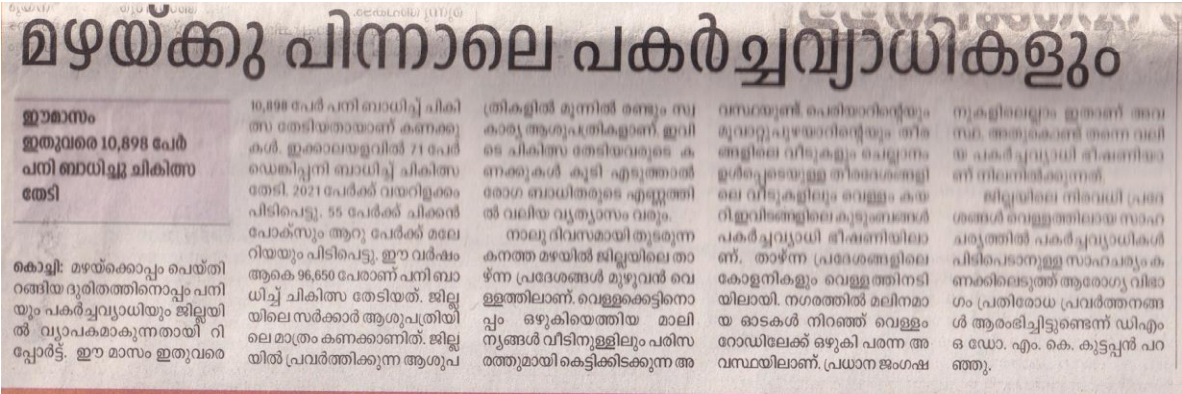 മഴയ്ക്കു പിന്നാലെ പകർച്ചവ്യാധികളും
ഈമാസം
ഇതുവരെ 10,898 പേർ
പനി ബാധിച്ചു ചികിത്സ
തേടി
കൊച്ചി: മഴയ്ക്കൊപ്പം പെയ്തി
റങ്ങിയ ദുരിതത്തിനൊപ്പം പനി
യും പകർച്ചവ്യാധിയും ജില്ലയി
ൽ വ്യാപകമാകുന്നതായി റി
പ്പോർട്ട്. ഈ മാസം ഇതുവരെ
10,898 പേർ പനി ബാധിച്ച് ചികി
ത്സ തേടിയതായാണ് കണക്കു
കൾ. ഇക്കാലയളവിൽ 71 പേർ
ഡെങ്കിപ്പനി ബാധിച്ച് ചികിത്സ
തേടി. 2021 പേർക്ക് വയറിളക്കം
പിടിപെട്ടു. 55 പേർക്ക് ചിക്കൻ
പോക്സും ആറു പേർക്ക് മലേ
റിയയും പിടിപെട്ടു. ഈ വർഷം
ആകെ 96,650 പേരാണ് പനി ബാ
ധിച്ച് ചികിത്സ തേടിയത്. ജില്ല
യിലെ സർക്കാർ ആശുപത്രിയി
ലെ മാത്രം കണക്കാണിത്. ജില്ല
യിൽ പ്രവർത്തിക്കുന്ന ആശുപ
ത്രികളിൽ മൂന്നിൽ രണ്ടും സ്വ
കാര്യ ആശുപത്രികളാണ്. ഇവി
ടെ ചികിത്സ തേടിയവരുടെ ക
ണക്കുകൾ കൂടി എടുത്താൽ
രോഗ ബാധിതരുടെ എണ്ണത്തി
ൽ വലിയ വ്യത്യാസം വരും.
നാലു ദിവസമായി തുടരുന്ന
കനത്ത മഴയിൽ ജില്ലയിലെ താ
ഴ്ന്ന പ്രദേശങ്ങൾ മുഴുവൻ വെ
ള്ളത്തിലാണ്. വെള്ളക്കെട്ടിനൊ
പ്പം ഒഴുകിയെത്തിയ മാലി
ന്യങ്ങൾ വീടിനുള്ളിലും പരിസ
രത്തുമായി കെട്ടിക്കിടക്കുന്ന അ
വസ്ഥയുണ്ട്. പെരിയാറിന്റെയും
മൂവാറ്റുപുഴയാറിന്റെയും തീര
ങ്ങളിലെ വീടുകളും ചെല്ലാനം
ഉൾപ്പെടെയുള്ള തീരദേശങ്ങളി
ലെ വീടുകളിലും വെള്ളം കയ
റി. ഇവിടങ്ങളിലെ കുടുംബങ്ങൾ
പകർച്ചവ്യാധി ഭീഷണിയിലാ
ണ്. താഴ്ന്ന പ്രദേശങ്ങളിലെ
കോളനികളും വെള്ളത്തിനടി
യിലായി. നഗരത്തിൽ മലിനമാ
യ ഓടകൾ നിറഞ്ഞ് വെള്ളം
റോഡിലേക്ക് ഒഴുകി പരന്ന അ
വസ്ഥയിലാണ്. പ്രധാന ജംഗഷ
നുകളിലെല്ലാം ഇതാണ് അവ
സ്ഥ. അതുകൊണ്ട് തന്നെ വലി
യ പകർച്ചവ്യാധി ഭീഷണിയാ
ണ് നിലനിൽക്കുന്നത്.
ജില്ലയിലെ നിരവധി പ്രദേ
ശങ്ങൾ വെള്ളത്തിലായ സാഹ
ചര്യത്തിൽ പകർച്ചവ്യാധികൾ
പിടിപെടാനുള്ള സാഹചര്യം ക
ണക്കിലെടുത്ത് ആരോഗ്യ വിഭാ
ഗം പ്രതിരോധ പ്രവർത്തനങ്ങ
ൾ ആരംഭിച്ചിട്ടുണ്ടെന്ന് ഡിഎം
ഒ ഡോ. എം. കെ. കുട്ടപ്പൻ പറ
ഞ്ഞു.